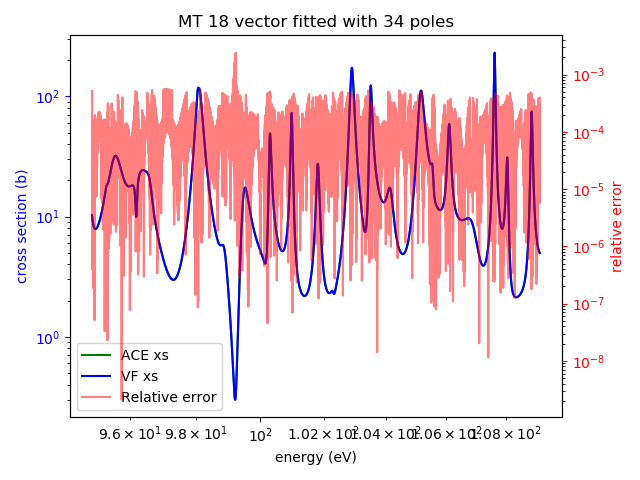 MT 18 vector fitted with 34 poles
cross section (b)
10²
10¹
10⁰
10⁻³
10⁻⁴
10⁻⁵
10⁻⁶
10⁻⁷
10⁻⁸
relative error
ACE xs
VF xs
Relative error
9.6 × 10¹ 9.8 × 10¹ 10² 1.02 × 10² 1.04 × 10² 1.06 × 10² 1.08 × 10²
energy (eV)